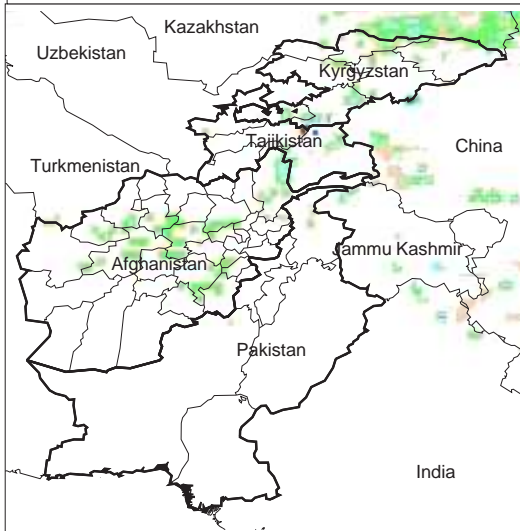 Kazakhstan
Uzbekistan
Kyrgyzstan
Tajikistan
China
Turkmenistan
Jammu Kashmir
Afghanistan
Pakistan
India